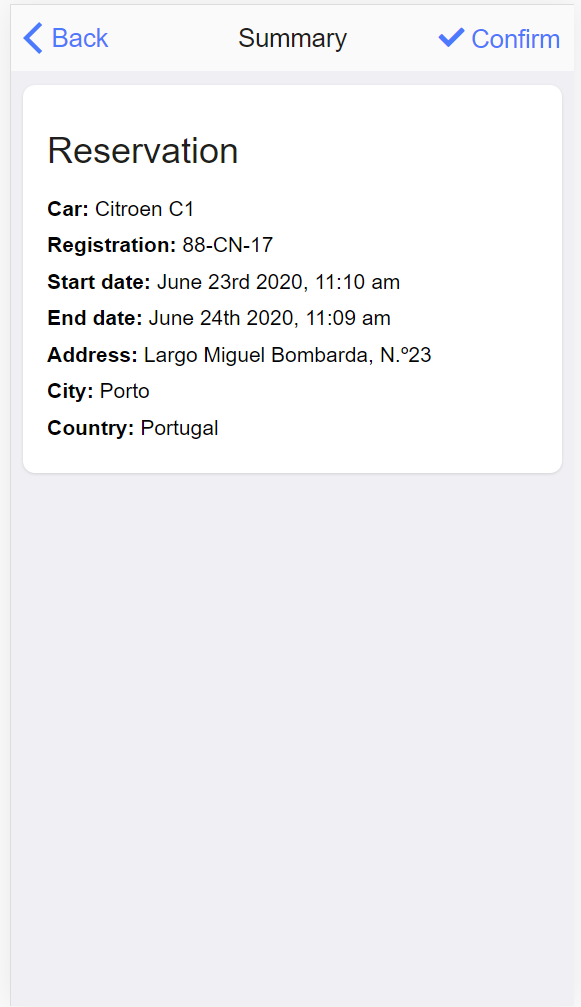 Back Summary Confirm
Reservation
Car: Citroen C1
Registration: 88-CN-17
Start date: June 23rd 2020, 11:10 am
End date: June 24th 2020, 11:09 am
Address: Largo Miguel Bombarda, N.º23
City: Porto
Country: Portugal